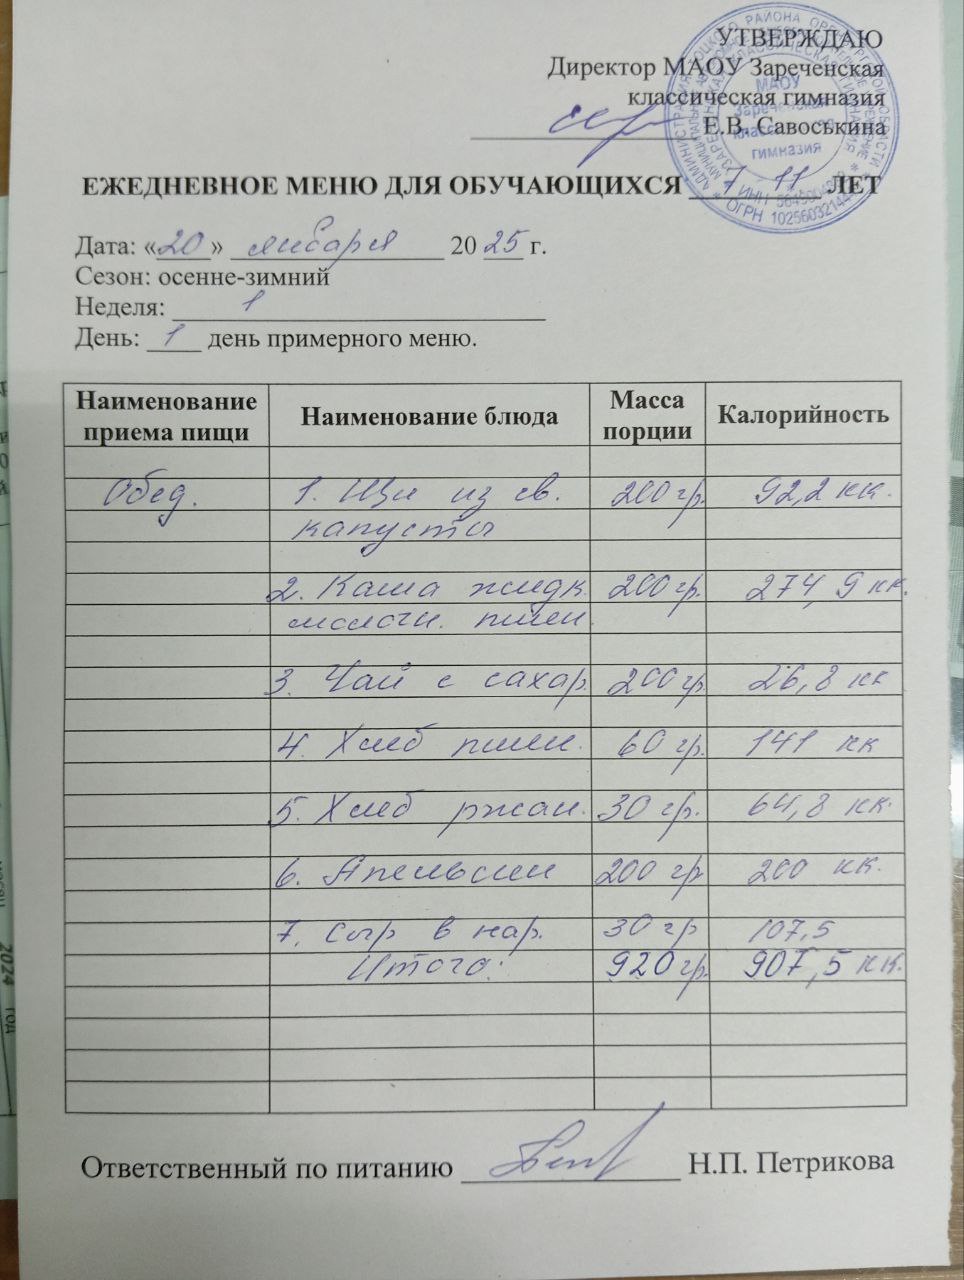 УТВЕРЖДАЮ
Директор МАОУ Зареченская
классическая гимназия
Е.В. Савоськина
МАОУ
Зареченская
гимназия
ЕЖЕДНЕВНОЕ МЕНЮ ДЛЯ ОБУЧАЮЩИХСЯ 7 11 ЛЕТ
Дата: «20» января 2025 г.
Сезон: осенне-зимний
Неделя: 1
День: 1 день примерного меню.
Наименование приема пищи Наименование блюда Масса порции Калорийность
Обед. 1. Щи из св. 200 гр. 92,2 кк.
капусты
2. Каша жидк. 200 гр. 274,9 кк.
молочн. пшен.
3. Чай с сахар. 200 гр. 26,8 кк
4. Хлеб пшен. 60 гр. 141 кк
5. Хлеб ржан. 30 гр. 64,8 кк.
6. Апельсин 200 гр 200 кк.
7. Сыр в нар. 30 гр 107,5
Итого: 920 гр. 907,5 кк.
Ответственный по питанию Н.П. Петрикова
2024 год